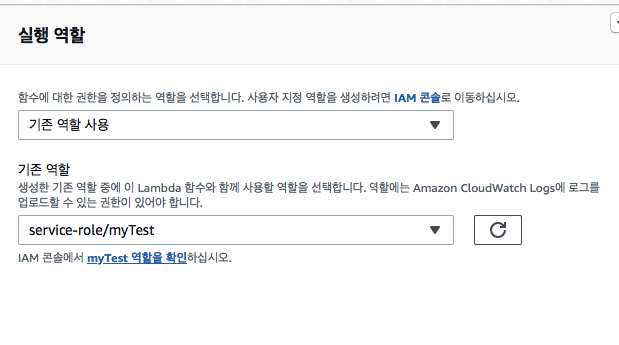 실행 역할
함수에 대한 권한을 정의하는 역할을 선택합니다. 사용자 지정 역할을 생성하려면 IAM 콘솔로 이동하십시오.
기존 역할 사용
기존 역할
생성한 기존 역할 중에 이 Lambda 함수와 함께 사용할 역할을 선택합니다. 역할에는 Amazon CloudWatch Logs에 로그를
업로드할 수 있는 권한이 있어야 합니다.
service-role/myTest
IAM 콘솔에서 myTest 역할을 확인하십시오.